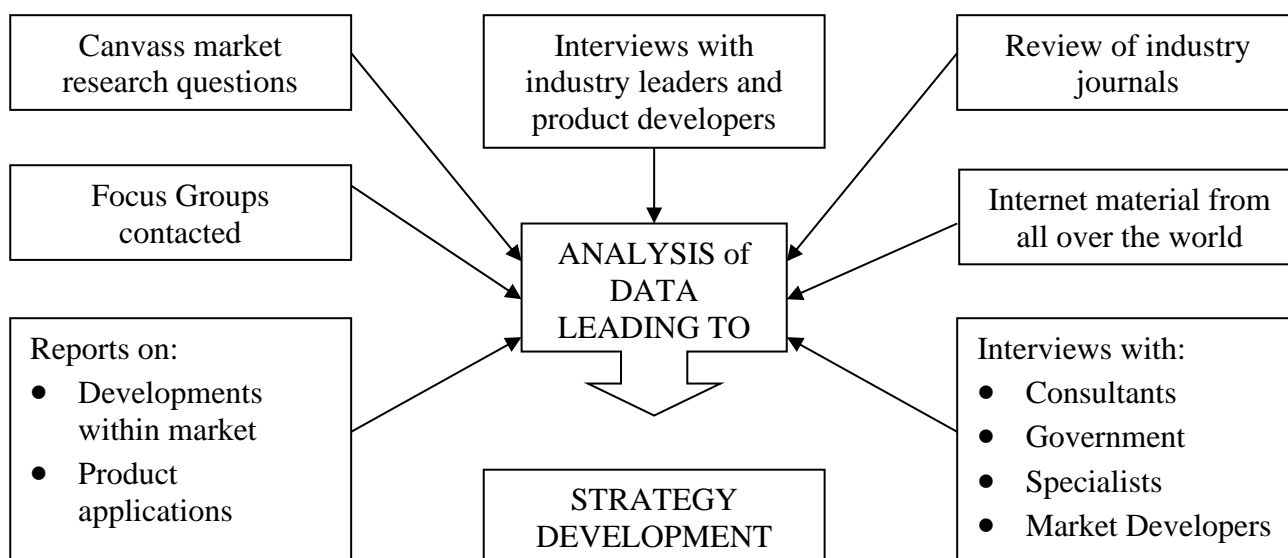 Canvass market
research questions
Interviews with
industry leaders and
product developers
Review of industry
journals
Focus Groups
contacted
Internet material from
all over the world
ANALYSIS of
DATA
LEADING TO
Reports on:
● Developments
within market
● Product
applications
Interviews with:
● Consultants
● Government
● Specialists
● Market Developers
STRATEGY
DEVELOPMENT